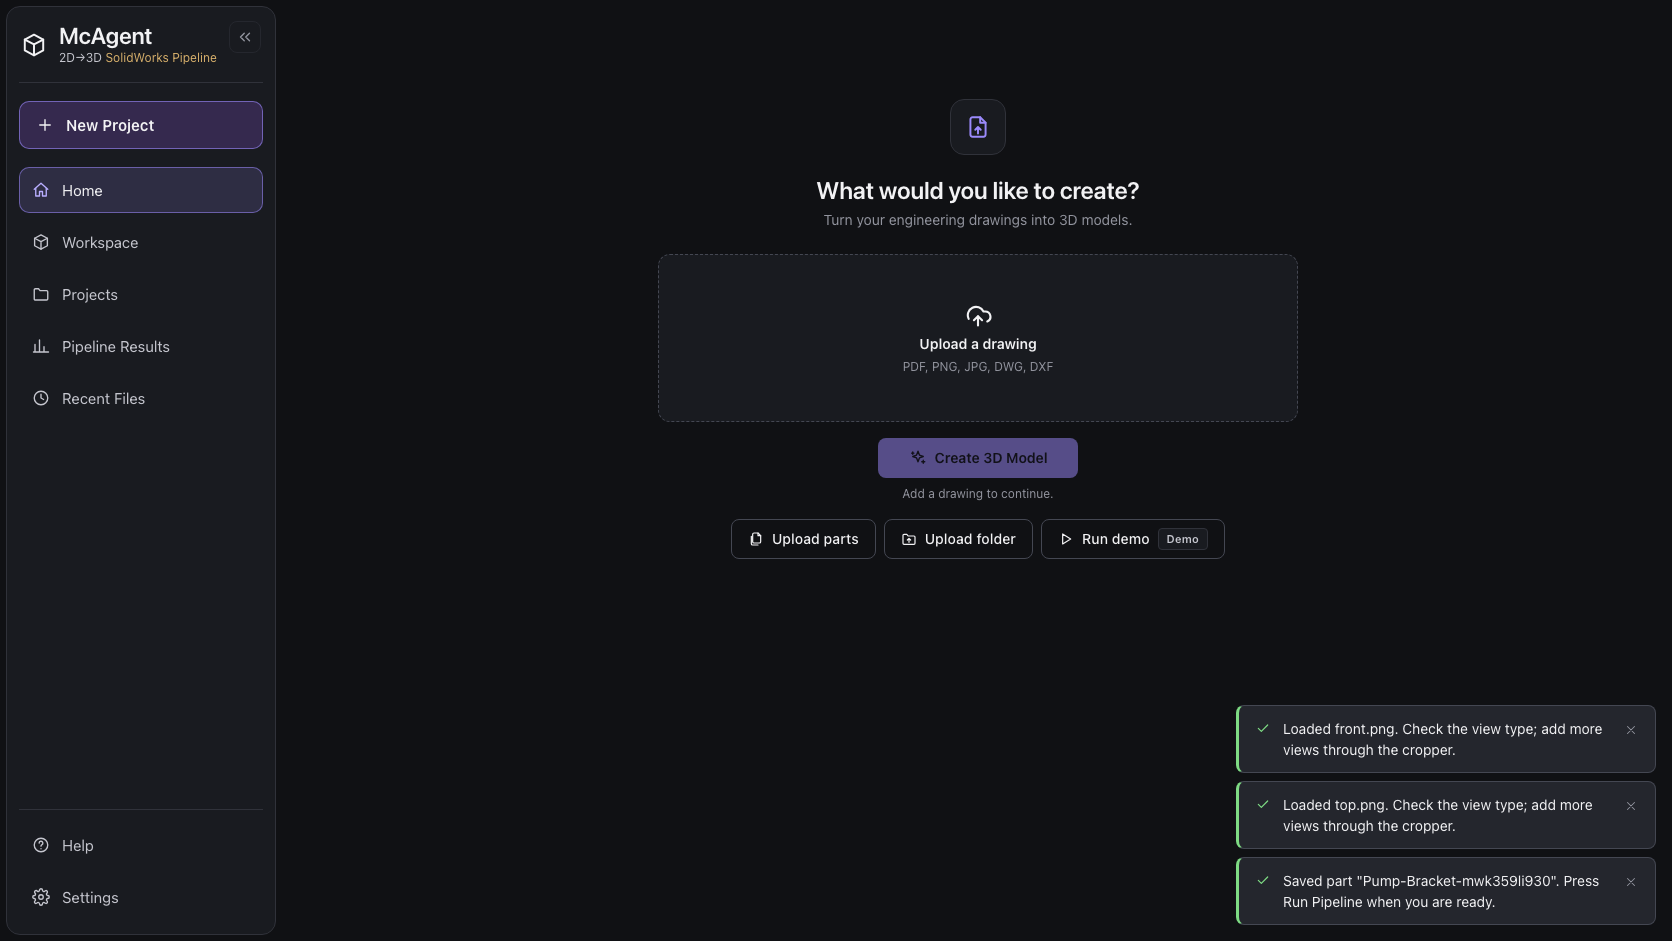 McAgent
2D→3D SolidWorks Pipeline
New Project
Home
Workspace
Projects
Pipeline Results
Recent Files
Help
Settings
What would you like to create?
Turn your engineering drawings into 3D models.
Upload a drawing
PDF, PNG, JPG, DWG, DXF
Create 3D Model
Add a drawing to continue.
Upload parts
Upload folder
Run demo Demo
Loaded front.png. Check the view type; add more
views through the cropper.
Loaded top.png. Check the view type; add more
views through the cropper.
Saved part "Pump-Bracket-mwk359li930". Press
Run Pipeline when you are ready.